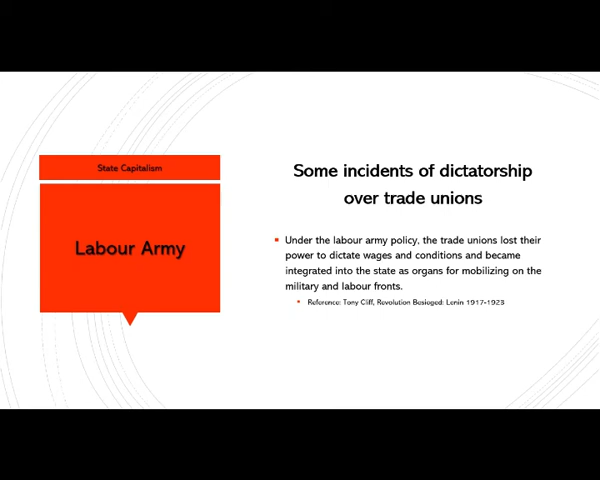 State Capitalism
Labour Army
Some incidents of dictatorship
over trade unions
Under the labour army policy, the trade unions lost their
power to dictate wages and conditions and became
integrated into the state as organs for mobilizing on the
military and labour fronts.
Reference: Tony Cliff, Revolution Besieged: Lenin 1917-1923